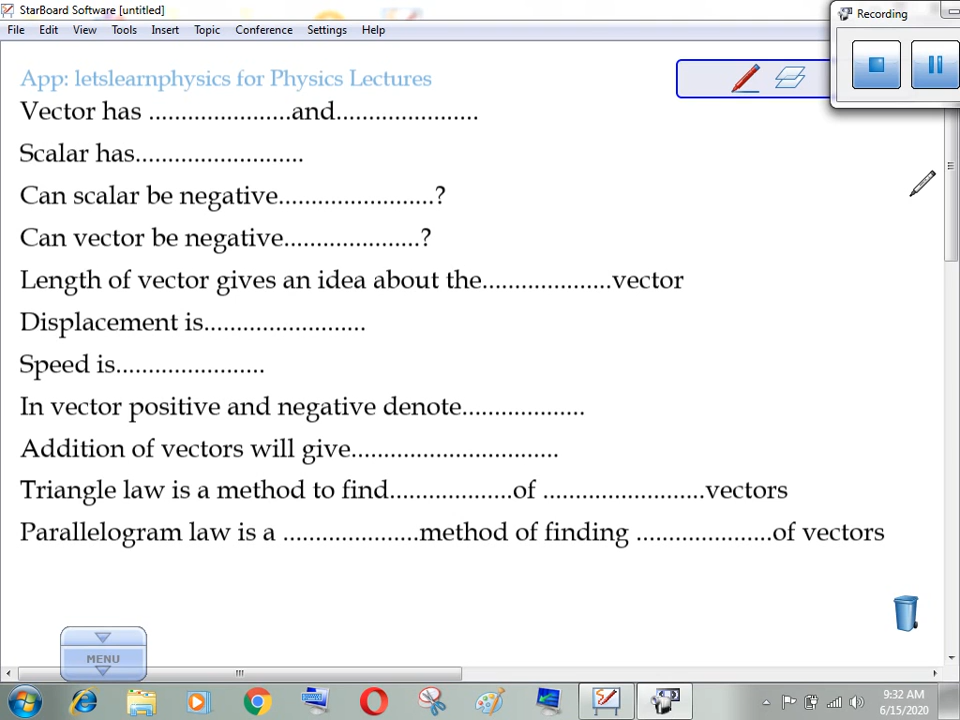 StarBoard Software [untitled]
Recording
File Edit View Tools Insert Topic Conference Settings Help
App: letslearnphysics for Physics Lectures
Vector has ......................and......................
Scalar has..........................
Can scalar be negative........................?
Can vector be negative.....................?
Length of vector gives an idea about the....................vector
Displacement is.........................
Speed is.......................
In vector positive and negative denote...................
Addition of vectors will give................................
Triangle law is a method to find...................of .........................vectors
Parallelogram law is a .....................method of finding .....................of vectors
MENU
9:32 AM
6/15/2020